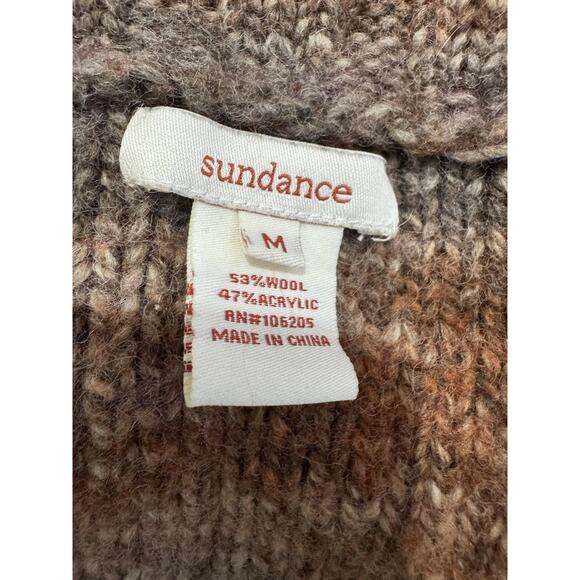 sundance
M
53%WOOL
47%ACRYLIC
RN#106205
MADE IN CHINA